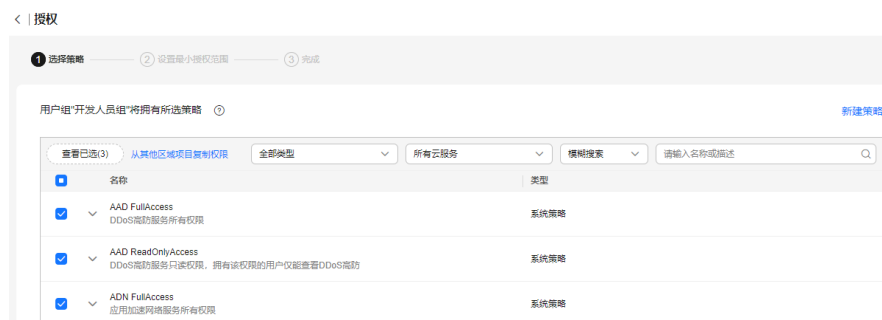 < | 授权
1 选择策略 2 设置最小授权范围 3 完成
用户组"开发人员组"将拥有所选策略 ?
新建策略
查看已选(3) 从其他区域项目复制权限 全部类型 所有云服务 模糊搜索 请输入名称或描述
名称 类型
AAD FullAccess
DDoS高防服务所有权限
系统策略
AAD ReadOnlyAccess
DDoS高防服务只读权限，拥有该权限的用户仅能查看DDoS高防
系统策略
ADN FullAccess
应用加速网络服务所有权限
系统策略